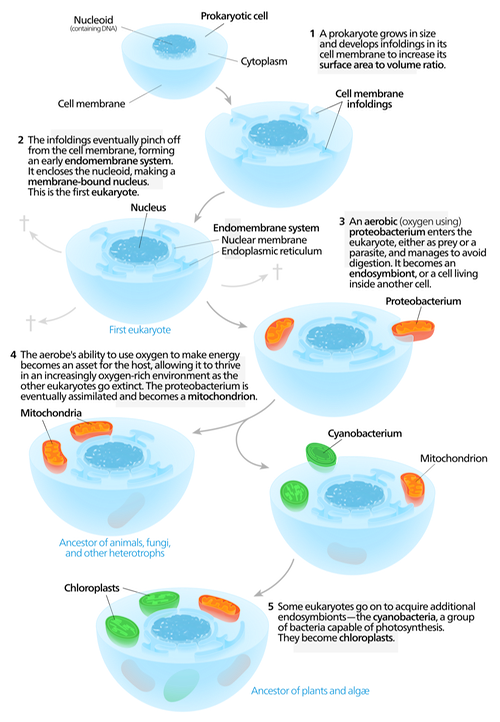 Nucleoid
(containing DNA)
Prokaryotic cell
Cytoplasm
Cell membrane
1 A prokaryote grows in size
and develops infoldings in its
cell membrane to increase its
surface area to volume ratio.
Cell membrane
infoldings
2 The infoldings eventually pinch off
from the cell membrane, forming
an early endomembrane system.
It encloses the nucleoid, making a
membrane-bound nucleus.
This is the first eukaryote.
Nucleus
Endomembrane system
Nuclear membrane
Endoplasmic reticulum
First eukaryote
3 An aerobic (oxygen using)
proteobacterium enters the
eukaryote, either as prey or a
parasite, and manages to avoid
digestion. It becomes an
endosymbiont, or a cell living
inside another cell.
Proteobacterium
4 The aerobe's ability to use oxygen to make energy
becomes an asset for the host, allowing it to thrive
in an increasingly oxygen-rich environment as the
other eukaryotes go extinct. The proteobacterium is
eventually assimilated and becomes a mitochondrion.
Mitochondria
Ancestor of animals, fungi,
and other heterotrophs
Cyanobacterium
Mitochondrion
Chloroplasts
5 Some eukaryotes go on to acquire additional
endosymbionts—the cyanobacteria, a group
of bacteria capable of photosynthesis.
They become chloroplasts.
Ancestor of plants and algæ